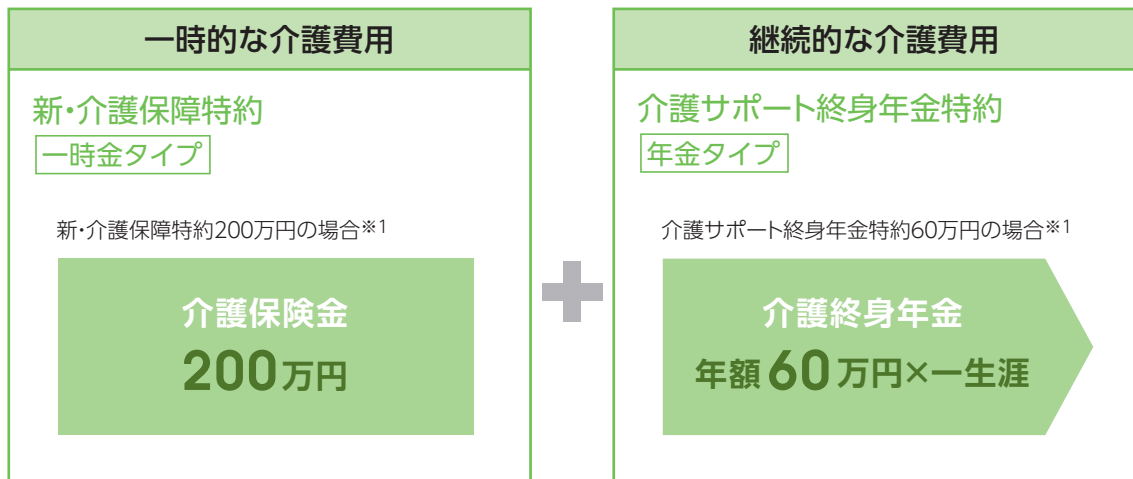 一時的な介護費用
新・介護保障特約
一時金タイプ
新・介護保障特約200万円の場合※1
介護保険金
200万円
継続的な介護費用
介護サポート終身年金特約
年金タイプ
介護サポート終身年金特約60万円の場合※1
介護終身年金
年額60万円×一生涯